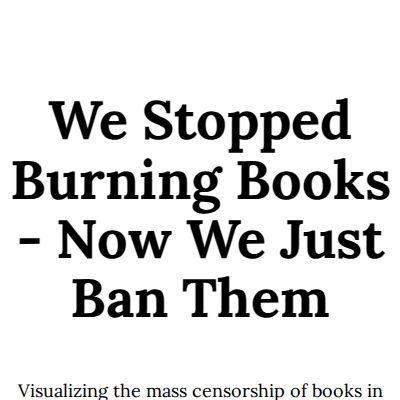 We Stopped
Burning Books
- Now We Just
Ban Them
Visualizing the mass censorship of books in